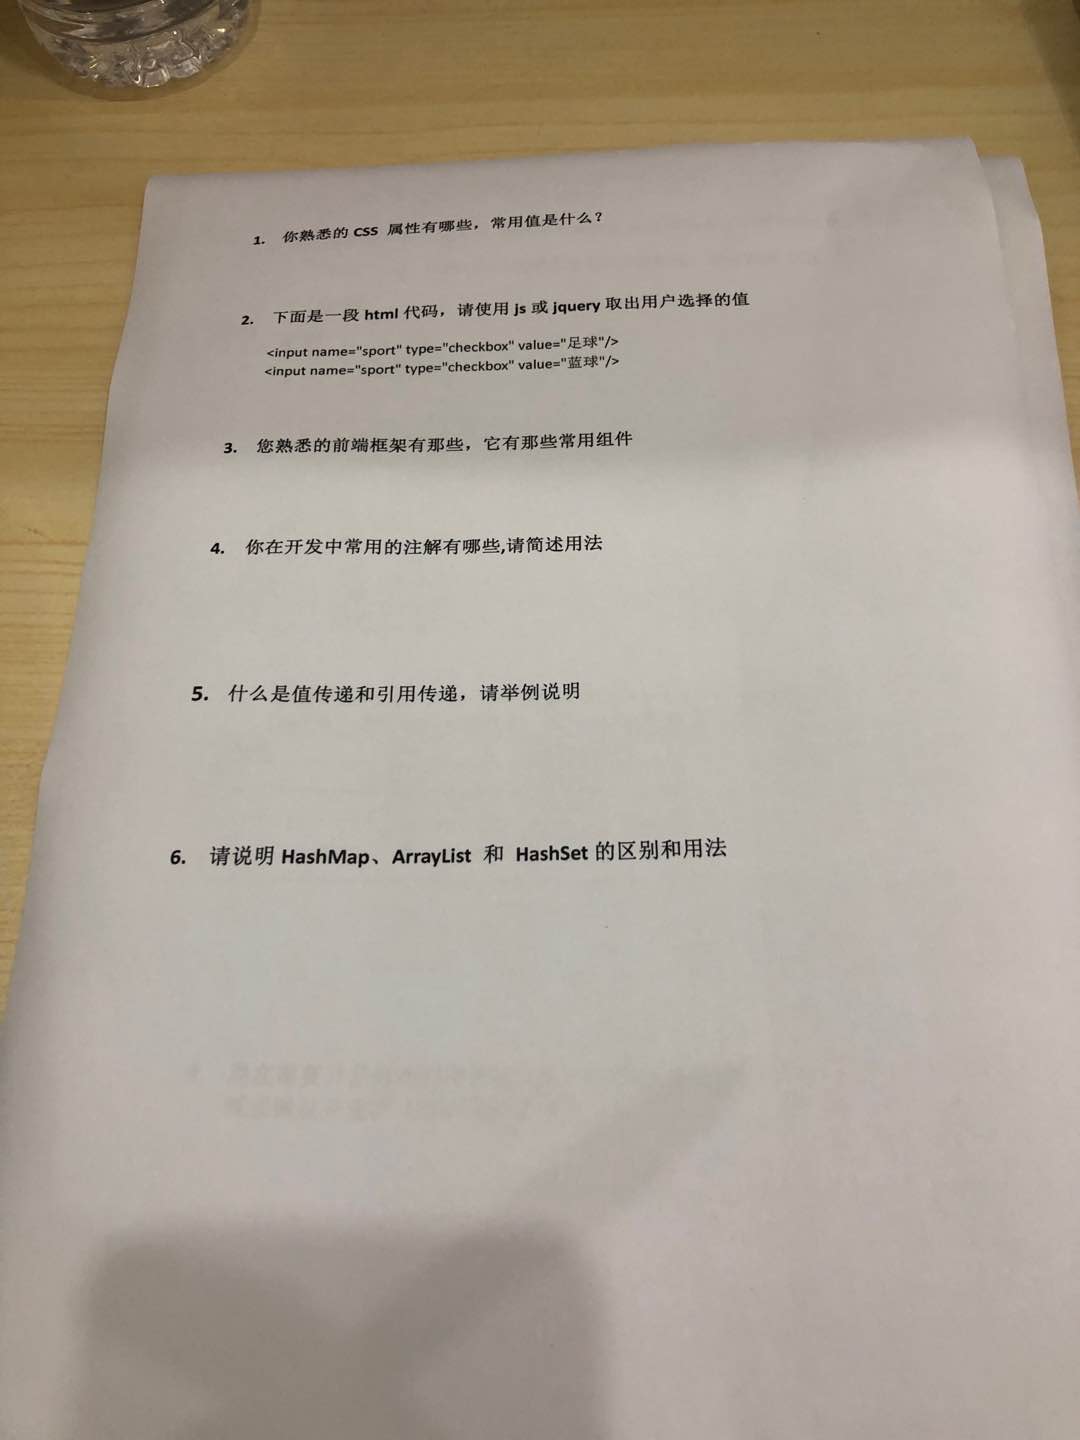 1. 你熟悉的 CSS 属性有哪些，常用值是什么？
2. 下面是一段 html 代码，请使用 js 或 jquery 取出用户选择的值
<input name="sport" type="checkbox" value="足球"/>
<input name="sport" type="checkbox" value="蓝球"/>
3. 您熟悉的前端框架有那些，它有那些常用组件
4. 你在开发中常用的注解有哪些,请简述用法
5. 什么是值传递和引用传递，请举例说明
6. 请说明 HashMap、ArrayList 和 HashSet 的区别和用法